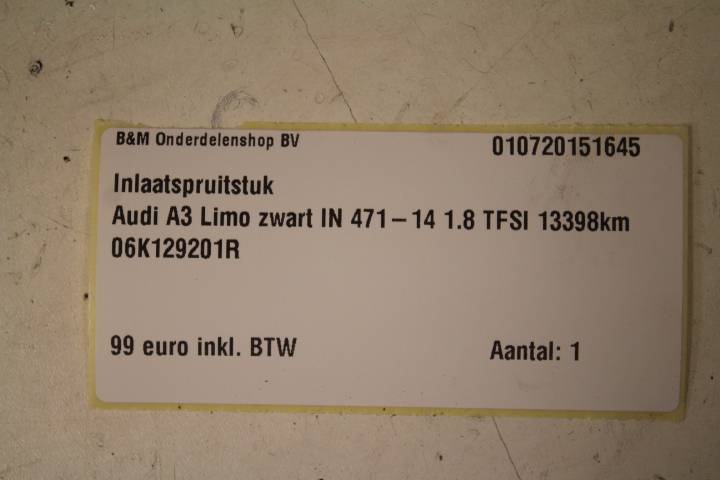 B&M Onderdelenshop BV 010720151645
Inlaatspruitstuk
Audi A3 Limo zwart IN 471-14 1.8 TFSI 13398km
06K129201R
99 euro inkl. BTW Aantal: 1